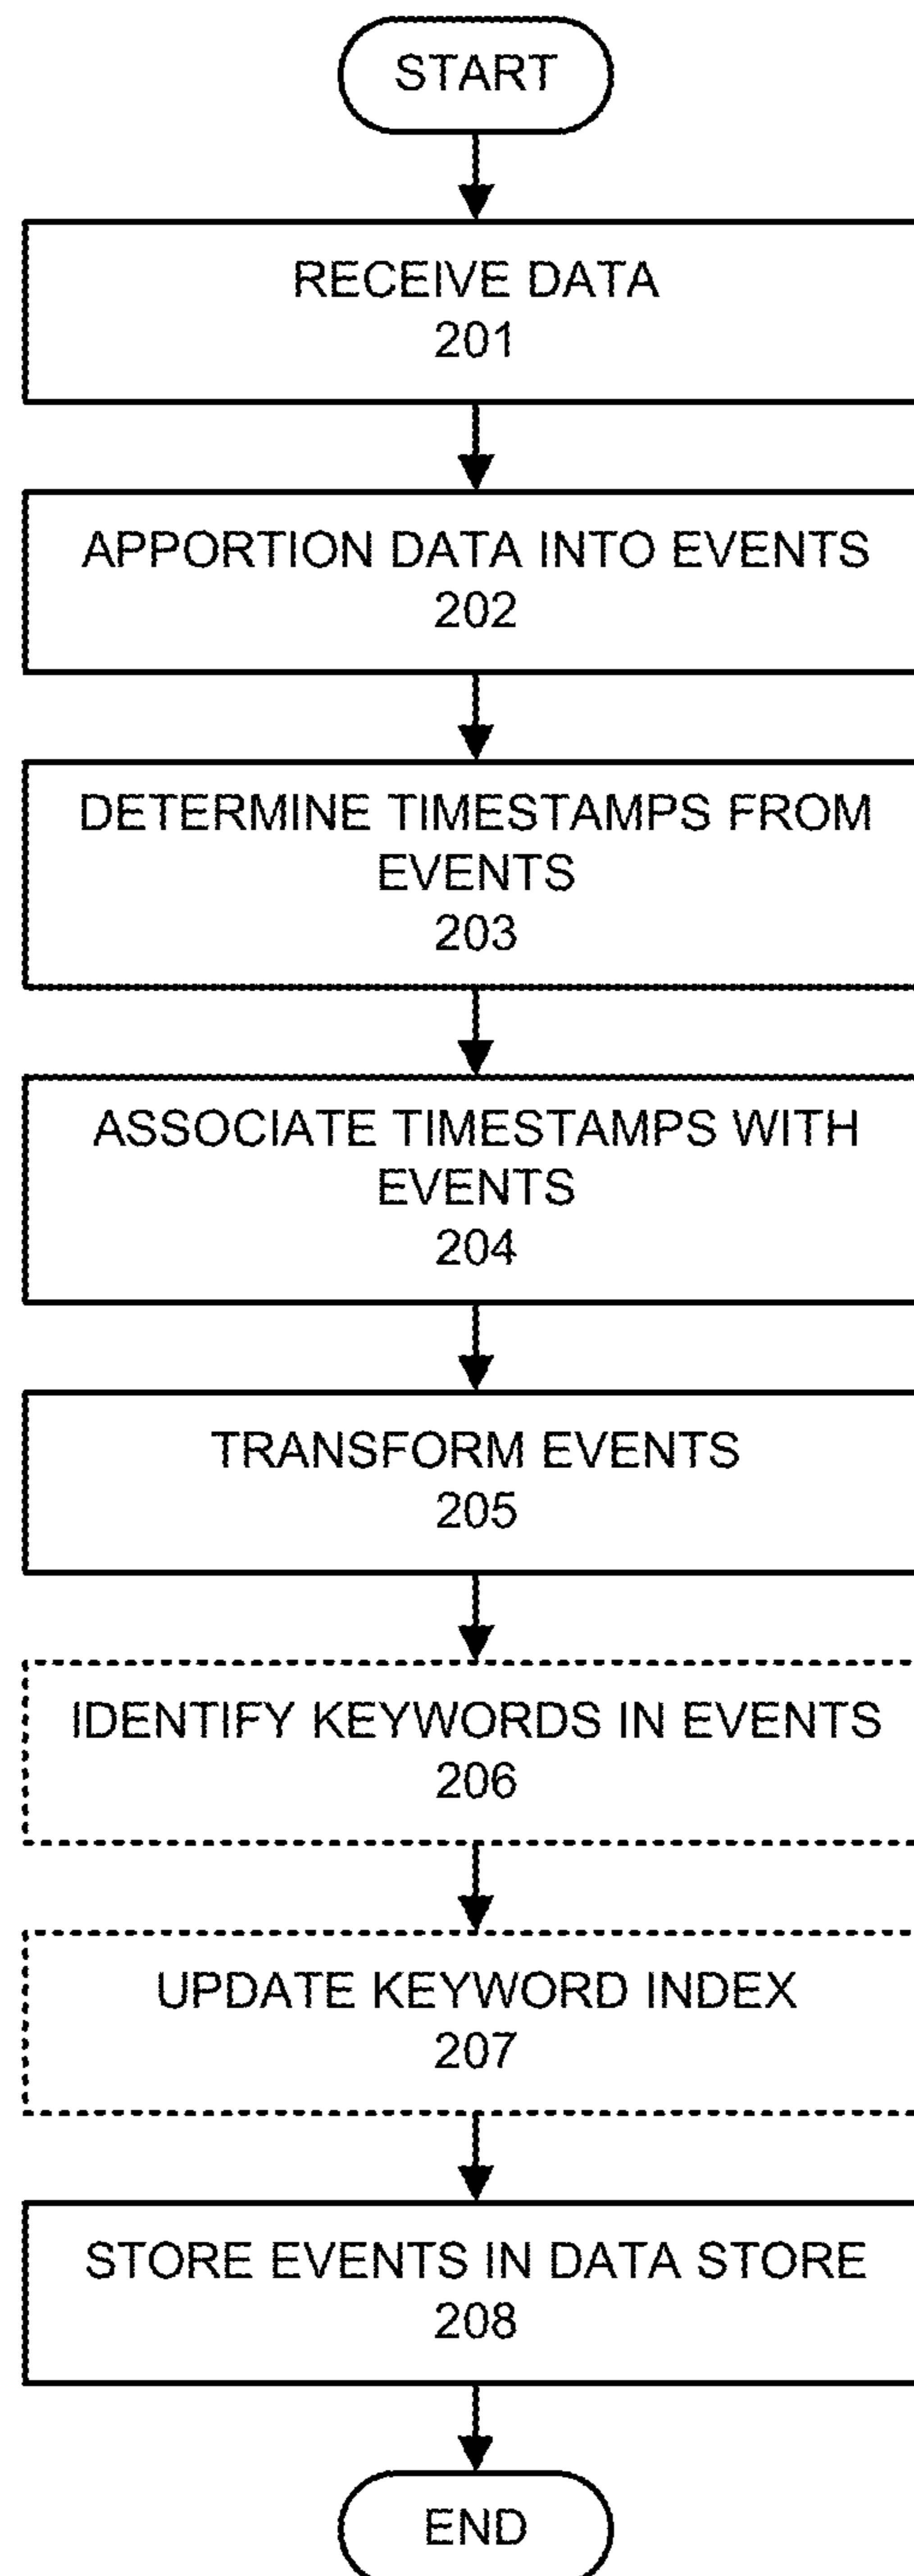 START
RECEIVE DATA
201
APPORTION DATA INTO EVENTS
202
DETERMINE TIMESTAMPS FROM
EVENTS
203
ASSOCIATE TIMESTAMPS WITH
EVENTS
204
TRANSFORM EVENTS
205
IDENTIFY KEYWORDS IN EVENTS
206
UPDATE KEYWORD INDEX
207
STORE EVENTS IN DATA STORE
208
END